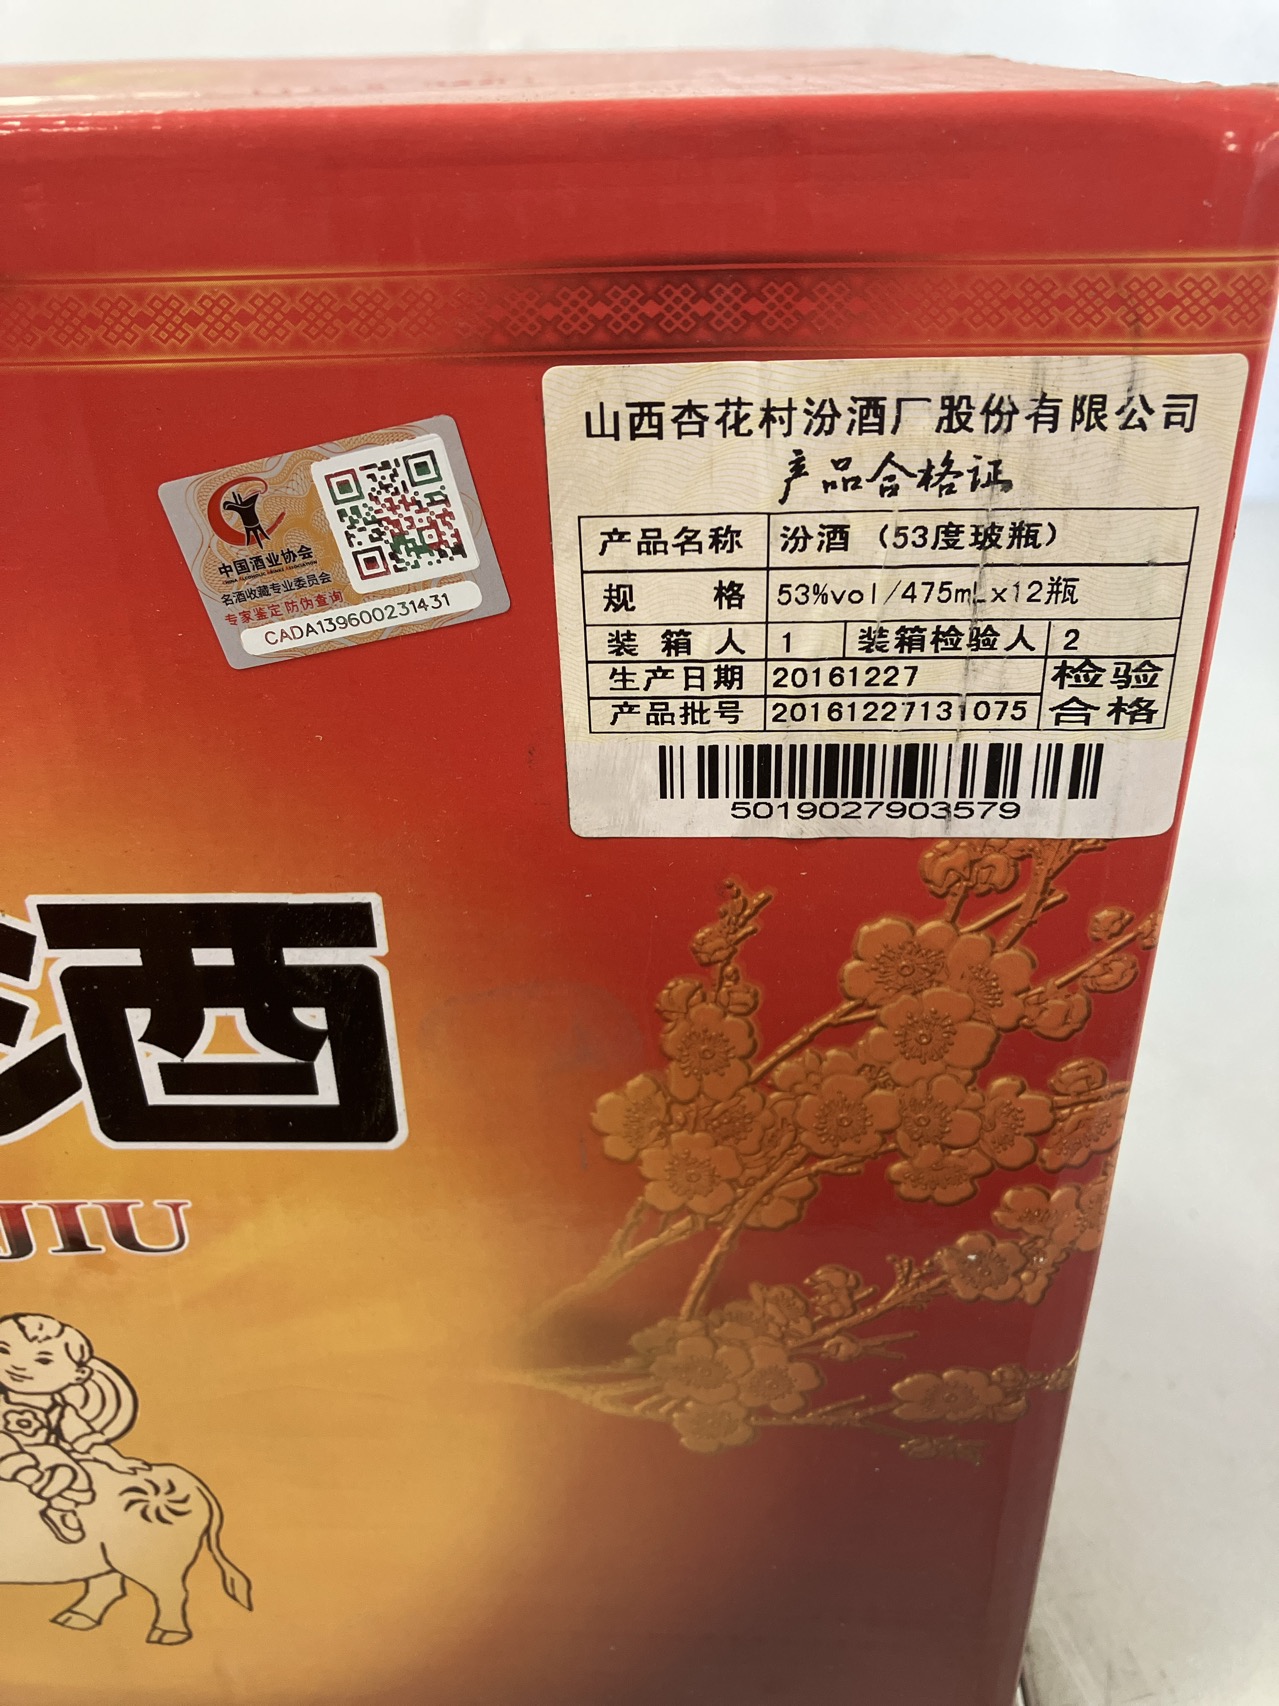 山西杏花村汾酒厂股份有限公司
产品合格证
产品名称 汾酒（53度玻瓶）
规 格 53%vol/475mL×12瓶
装 箱 人 1 装箱检验人 2
生产日期 20161227 检验
产品批号 20161227131075 合格
5019027903579
中国酒业协会
名酒收藏专业委员会
专家鉴定 防伪查询
CADA139600231431
酒
JIU